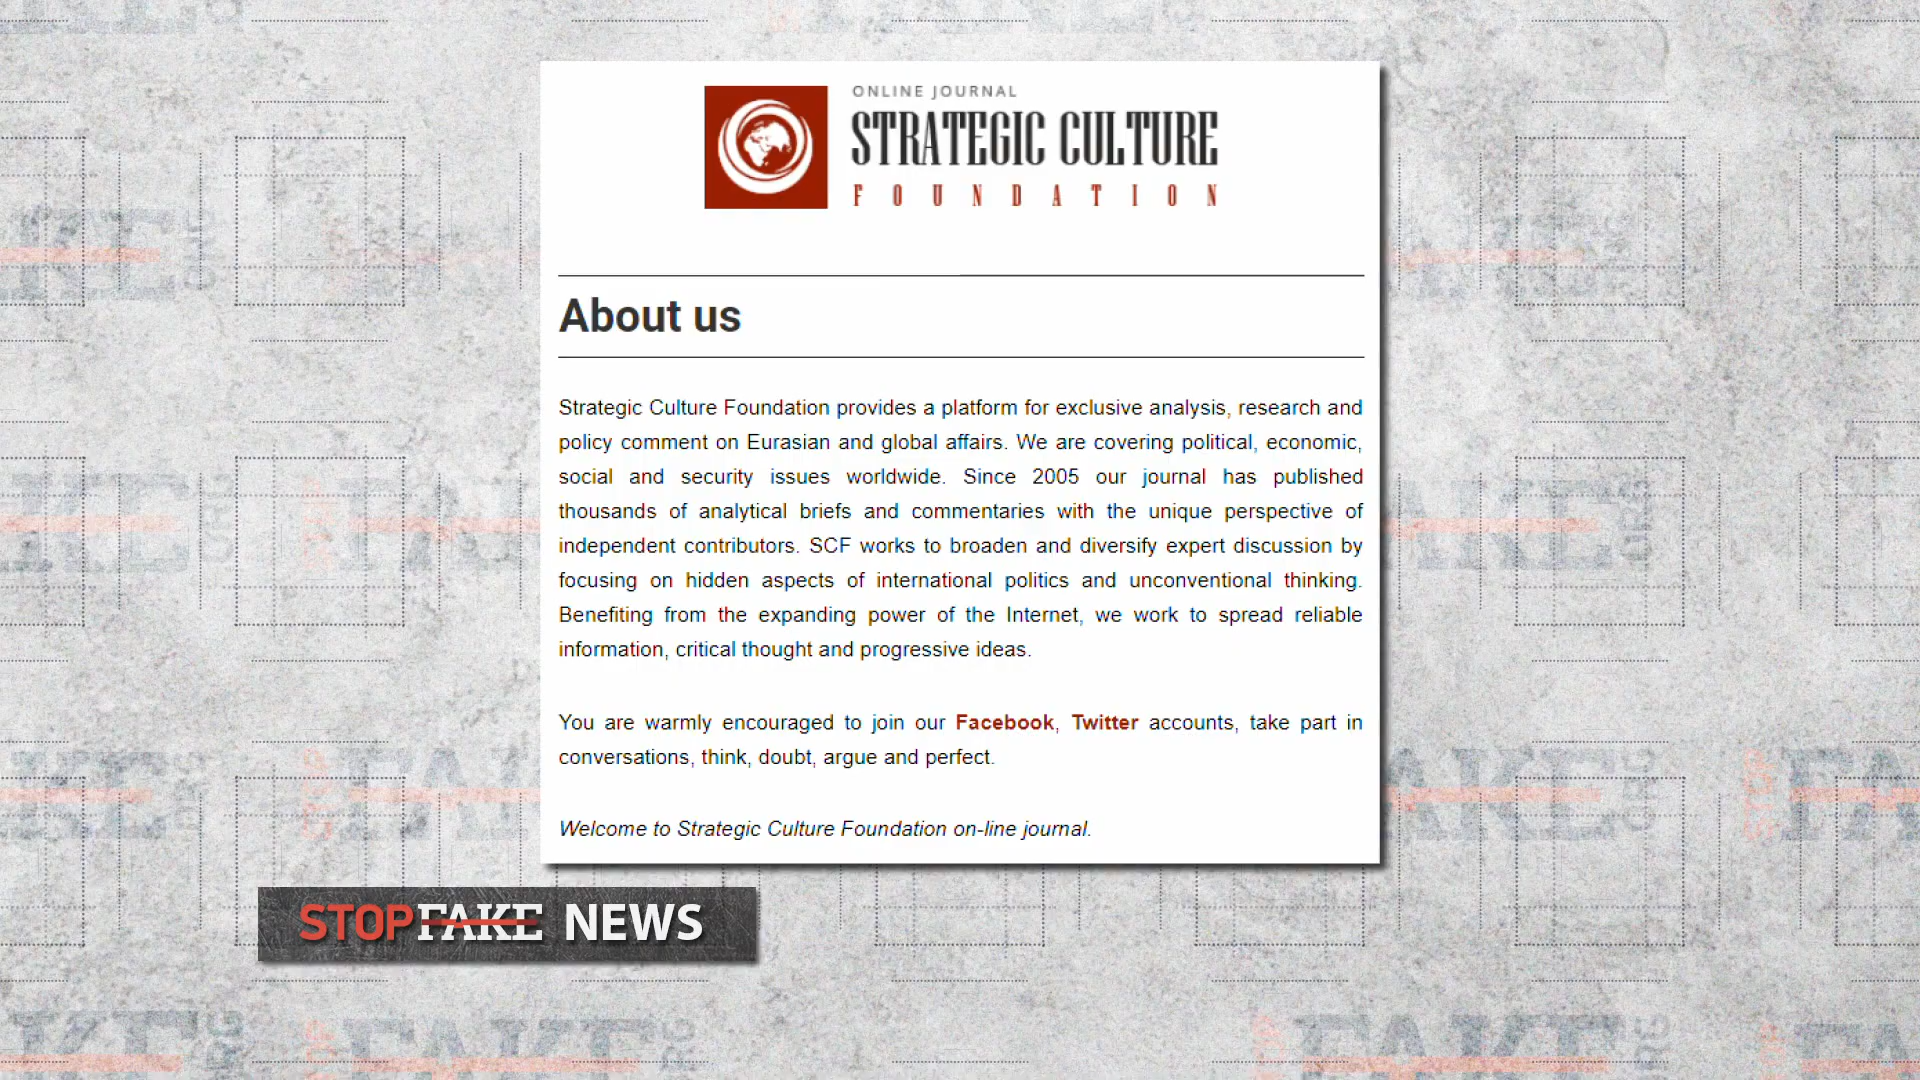 ONLINE JOURNAL
STRATEGIC CULTURE
FOUNDATION
About us
Strategic Culture Foundation provides a platform for exclusive analysis, research and
policy comment on Eurasian and global affairs. We are covering political, economic,
social and security issues worldwide. Since 2005 our journal has published
thousands of analytical briefs and commentaries with the unique perspective of
independent contributors. SCF works to broaden and diversify expert discussion by
focusing on hidden aspects of international politics and unconventional thinking.
Benefiting from the expanding power of the Internet, we work to spread reliable
information, critical thought and progressive ideas.
You are warmly encouraged to join our Facebook, Twitter accounts, take part in
conversations, think, doubt, argue and perfect.
Welcome to Strategic Culture Foundation on-line journal.
STOPFAKE NEWS